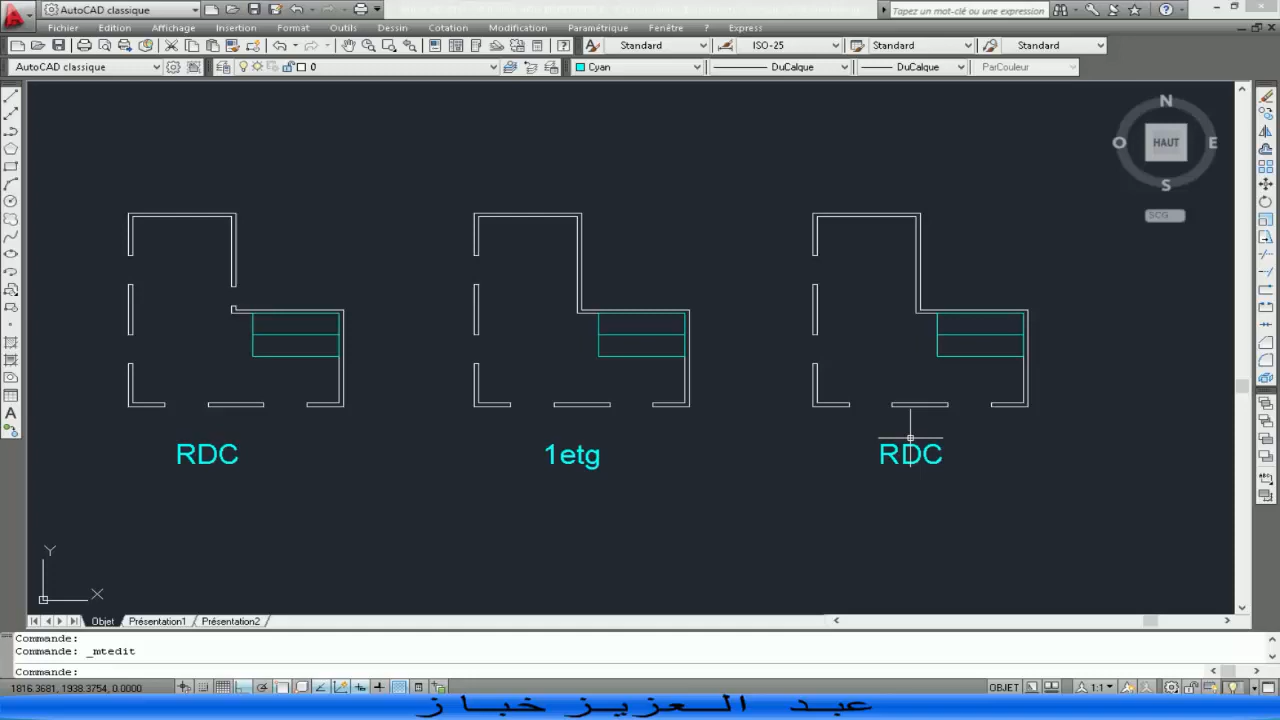 AutoCAD classique
Tapez un mot-clé ou une expression
Fichier Edition Affichage Insertion Format Outils Dessin Cotation Modification Paramétrique Fenêtre ? Express
Standard ISO-25 Standard Standard
AutoCAD classique 0 Cyan DuCalque DuCalque ParCouleur
N
O HAUT E
S
SCG
RDC 1etg RDC
Y
X
Objet Présentation1 Présentation2
Commande:
Commande: _mtedit
Commande:
1816.3681, 1938.3754, 0.0000 OBJET 1:1
عبد العزيز خباز